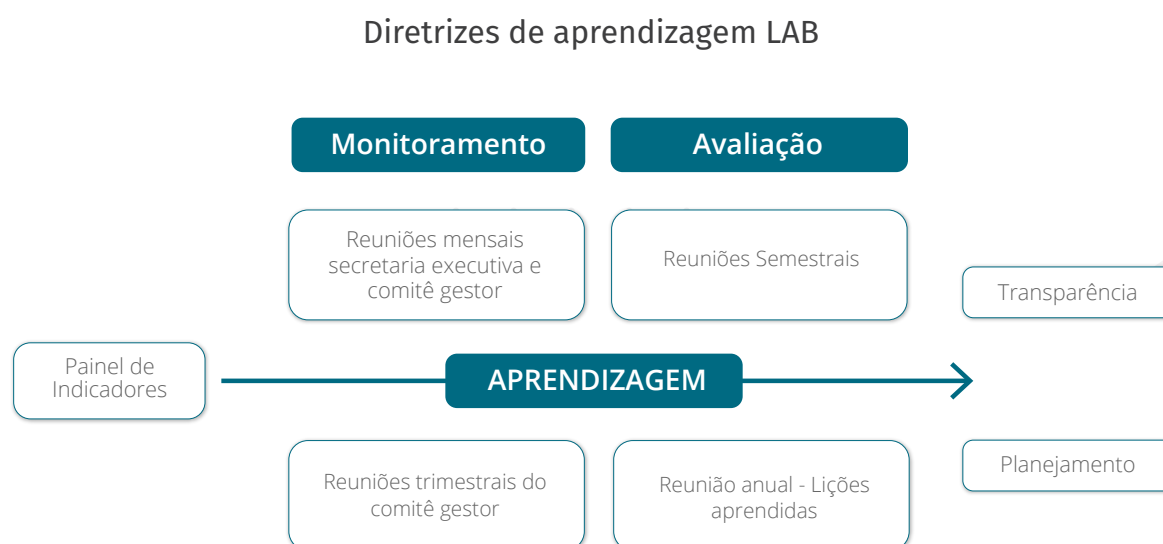 Diretrizes de aprendizagem LAB
Monitoramento
Avaliação
Reuniões mensais
secretaria executiva e
comitê gestor
Reuniões Semestrais
Transparência
Painel de
Indicadores
APRENDIZAGEM
Reuniões trimestrais do
comitê gestor
Reunião anual - Lições
aprendidas
Planejamento